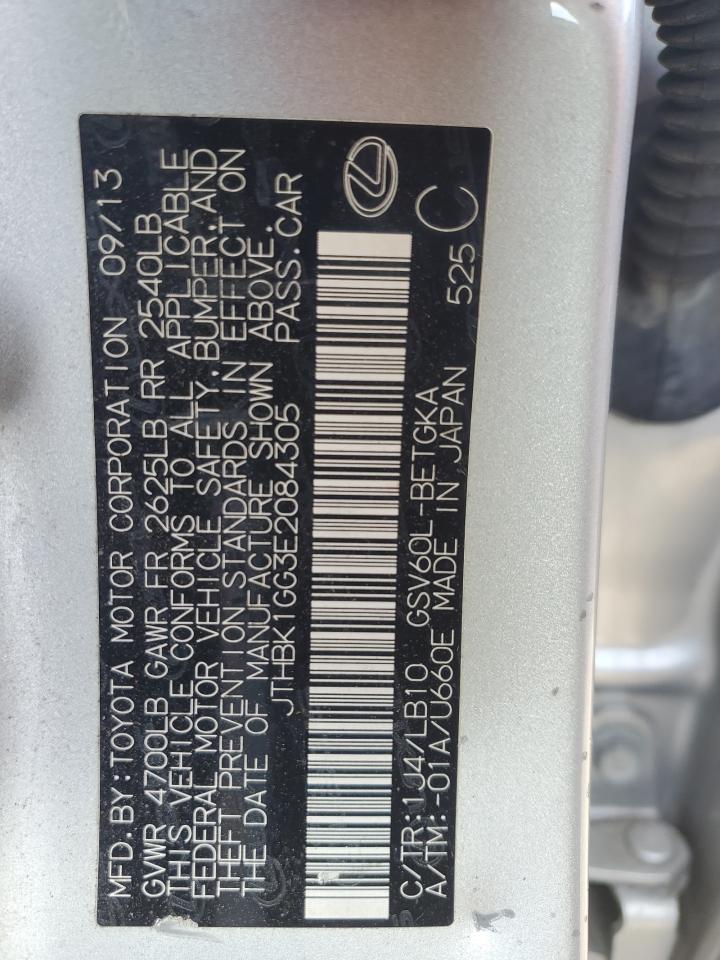 MFD.BY:TOYOTA MOTOR CORPORATION 09/13
GVWR 4700LB GAWR FR 2625LB RR 2540LB
THIS VEHICLE CONFORMS TO ALL APPLICABLE
FEDERAL MOTOR VEHICLE SAFETY,BUMPER,AND
THEFT PREVENTION STANDARDS IN EFFECT ON
THE DATE OF MANUFACTURE SHOWN ABOVE.
JTHBK1GG3E2084305 PASS.CAR
C/TR:1J4/LB10 GSV60L-BETGKA
A/TM:-01A/U660E MADE IN JAPAN 525 C